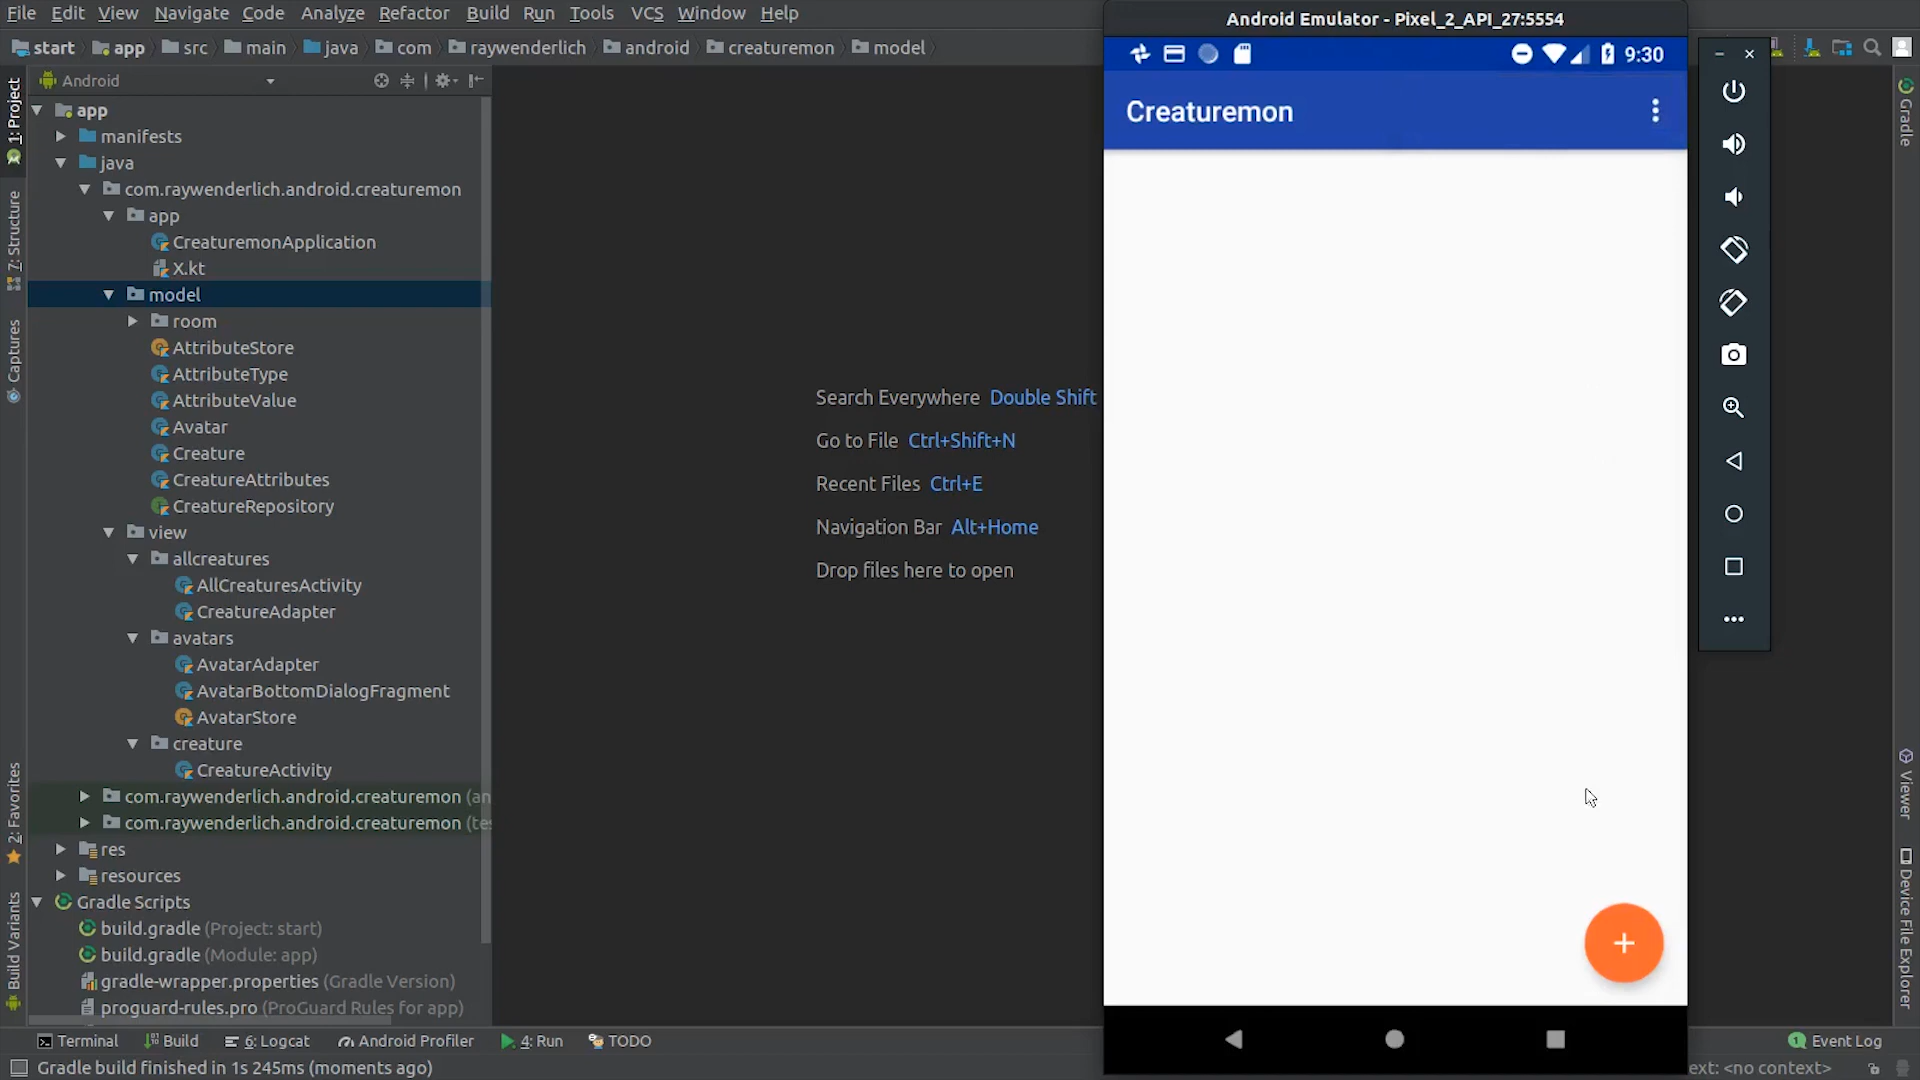 File Edit View Navigate Code Analyze Refactor Build Run Tools VCS Window Help
start app src main java com raywenderlich android creaturemon model
Android
1: Project
7: Structure
Captures
2: Favorites
Build Variants
app
manifests
java
com.raywenderlich.android.creaturemon
app
CreaturemonApplication
X.kt
model
room
AttributeStore
AttributeType
AttributeValue
Avatar
Creature
CreatureAttributes
CreatureRepository
view
allcreatures
AllCreaturesActivity
CreatureAdapter
avatars
AvatarAdapter
AvatarBottomDialogFragment
AvatarStore
creature
CreatureActivity
com.raywenderlich.android.creaturemon (an
com.raywenderlich.android.creaturemon (tes
res
resources
Gradle Scripts
build.gradle (Project: start)
build.gradle (Module: app)
gradle-wrapper.properties (Gradle Version)
proguard-rules.pro (ProGuard Rules for app)
Search Everywhere Double Shift
Go to File Ctrl+Shift+N
Recent Files Ctrl+E
Navigation Bar Alt+Home
Drop files here to open
Android Emulator - Pixel_2_API_27:5554
9:30
Creaturemon
Gradle
Viewer
Device File Explorer
Terminal Build 6: Logcat Android Profiler 4: Run TODO
1 Event Log
Gradle build finished in 1s 245ms (moments ago)
ext: <no context>